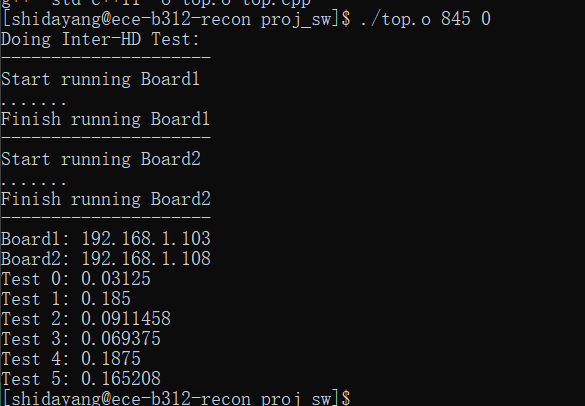 g++ -std=c++11 -o top.o top.cpp
[shidayang@ece-b312-recon proj_sw]$ ./top.o 845 0
Doing Inter-HD Test:
---------------------
Start running Board1
.......
Finish running Board1
---------------------
Start running Board2
.......
Finish running Board2
---------------------
Board1: 192.168.1.103
Board2: 192.168.1.108
Test 0: 0.03125
Test 1: 0.185
Test 2: 0.0911458
Test 3: 0.069375
Test 4: 0.1875
Test 5: 0.165208
[shidayang@ece-b312-recon proj_sw]$